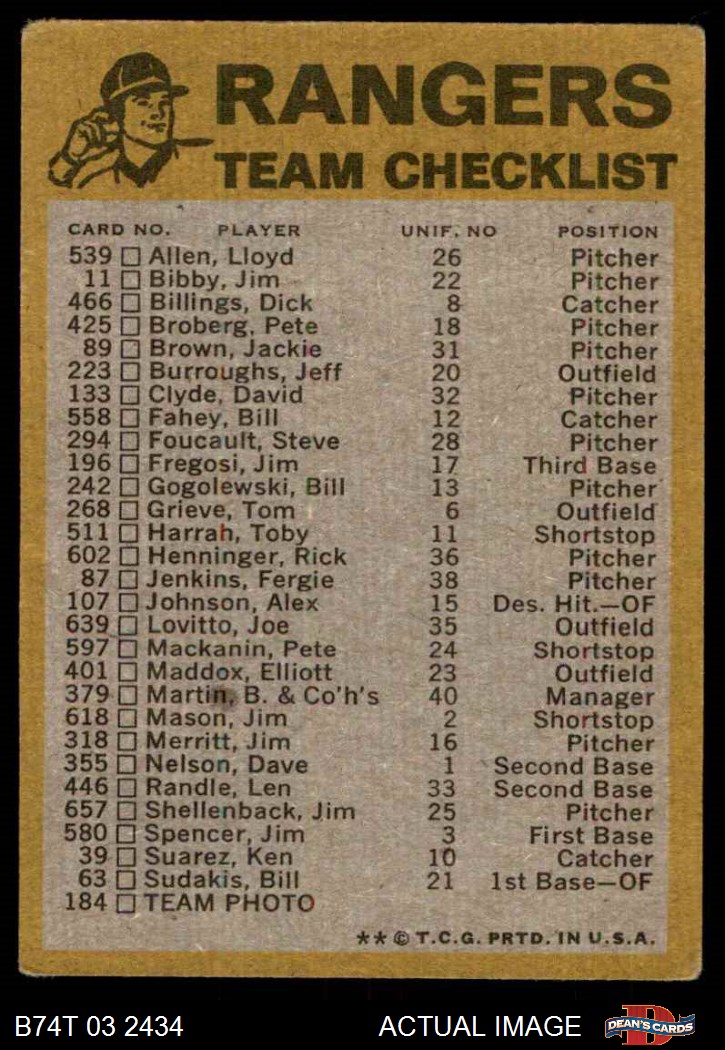 RANGERS
TEAM CHECKLIST
CARD NO. PLAYER UNIF. NO POSITION
539 Allen, Lloyd 26 Pitcher
11 Bibby, Jim 22 Pitcher
466 Billings, Dick 8 Catcher
425 Broberg, Pete 18 Pitcher
89 Brown, Jackie 31 Pitcher
223 Burroughs, Jeff 20 Outfield
133 Clyde, David 32 Pitcher
558 Fahey, Bill 12 Catcher
294 Foucault, Steve 28 Pitcher
196 Fregosi, Jim 17 Third Base
242 Gogolewski, Bill 13 Pitcher
268 Grieve, Tom 6 Outfield
511 Harrah, Toby 11 Shortstop
602 Henninger, Rick 36 Pitcher
87 Jenkins, Fergie 38 Pitcher
107 Johnson, Alex 15 Des. Hit.—OF
639 Lovitto, Joe 35 Outfield
597 Mackanin, Pete 24 Shortstop
401 Maddox, Elliott 23 Outfield
379 Martin, B. & Co'h's 40 Manager
618 Mason, Jim 2 Shortstop
318 Merritt, Jim 16 Pitcher
355 Nelson, Dave 1 Second Base
446 Randle, Len 33 Second Base
657 Shellenback, Jim 25 Pitcher
580 Spencer, Jim 3 First Base
39 Suarez, Ken 10 Catcher
63 Sudakis, Bill 21 1st Base—OF
184 TEAM PHOTO
** © T.C.G. PRTD. IN U.S.A.
B74T 03 2434 ACTUAL IMAGE D DEAN'S CARDS